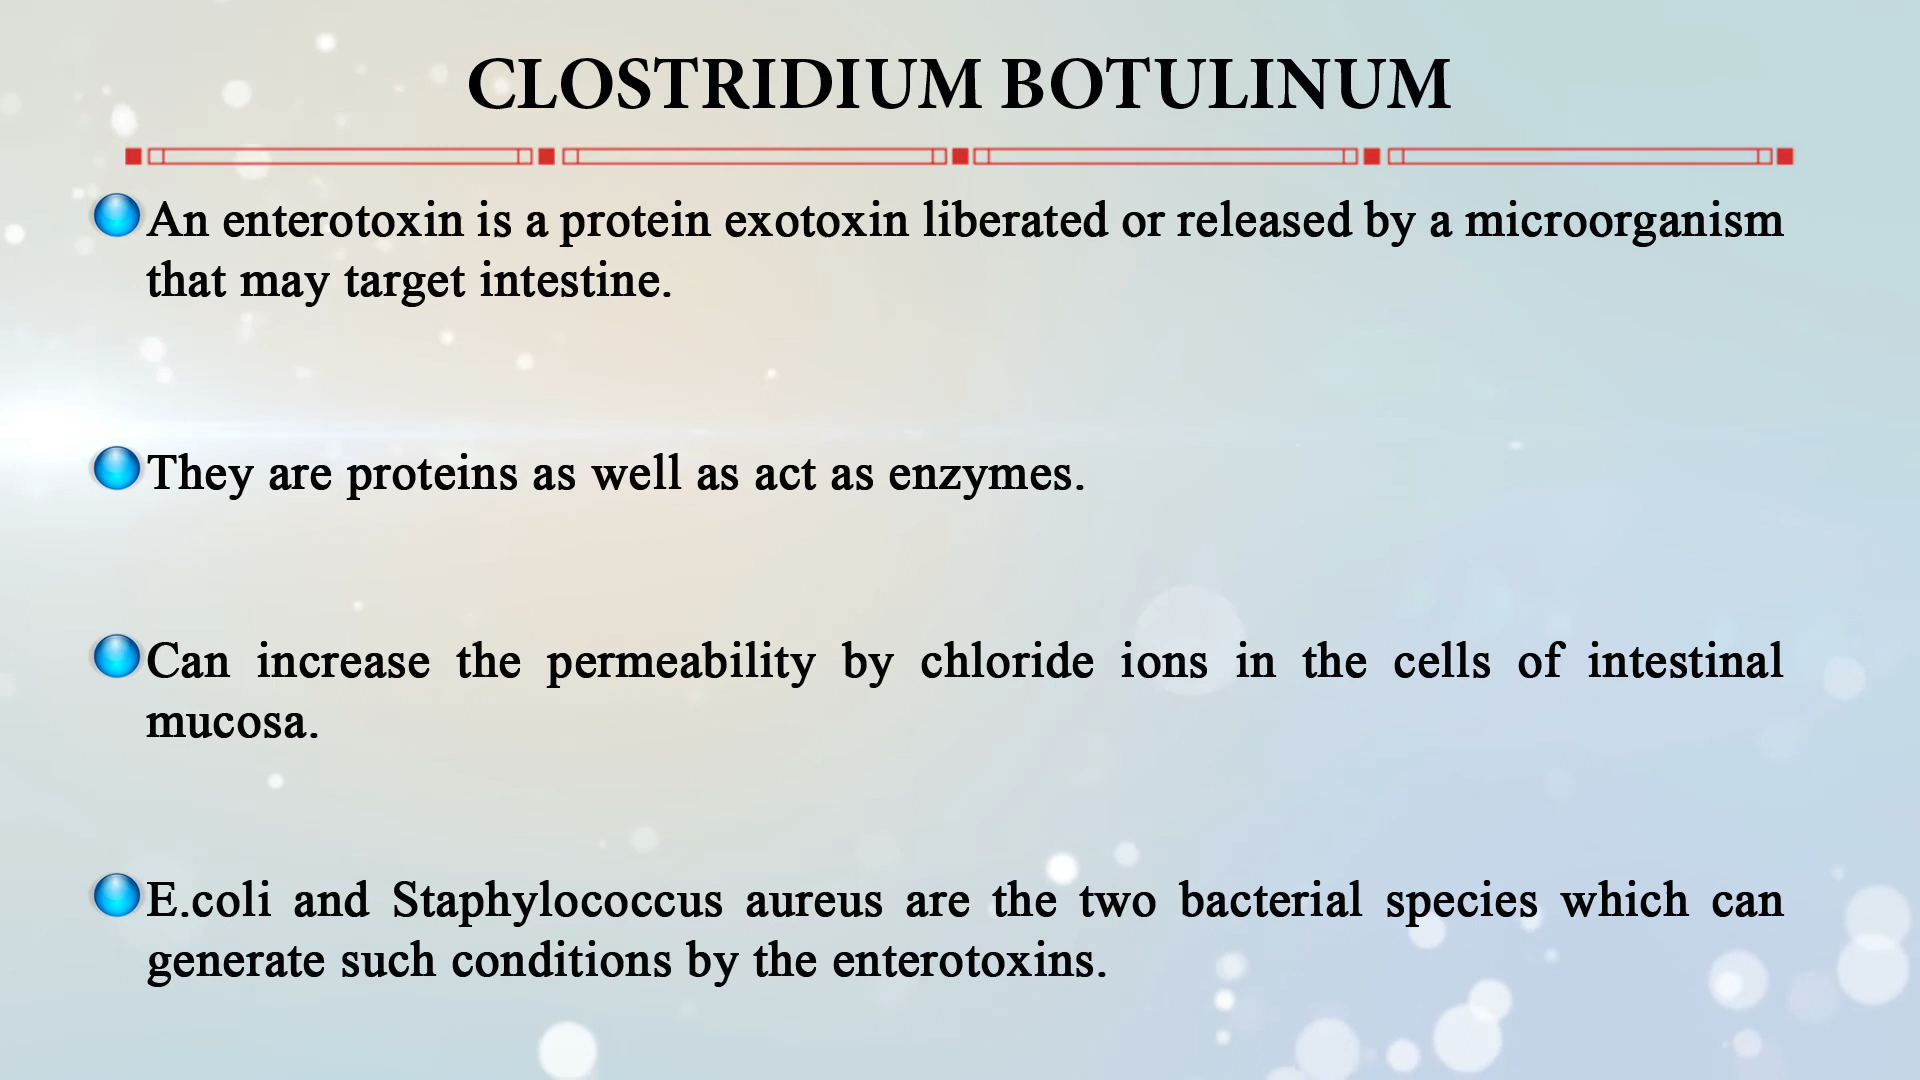 CLOSTRIDIUM BOTULINUM
An enterotoxin is a protein exotoxin liberated or released by a microorganism
that may target intestine.
They are proteins as well as act as enzymes.
Can increase the permeability by chloride ions in the cells of intestinal
mucosa.
E.coli and Staphylococcus aureus are the two bacterial species which can
generate such conditions by the enterotoxins.